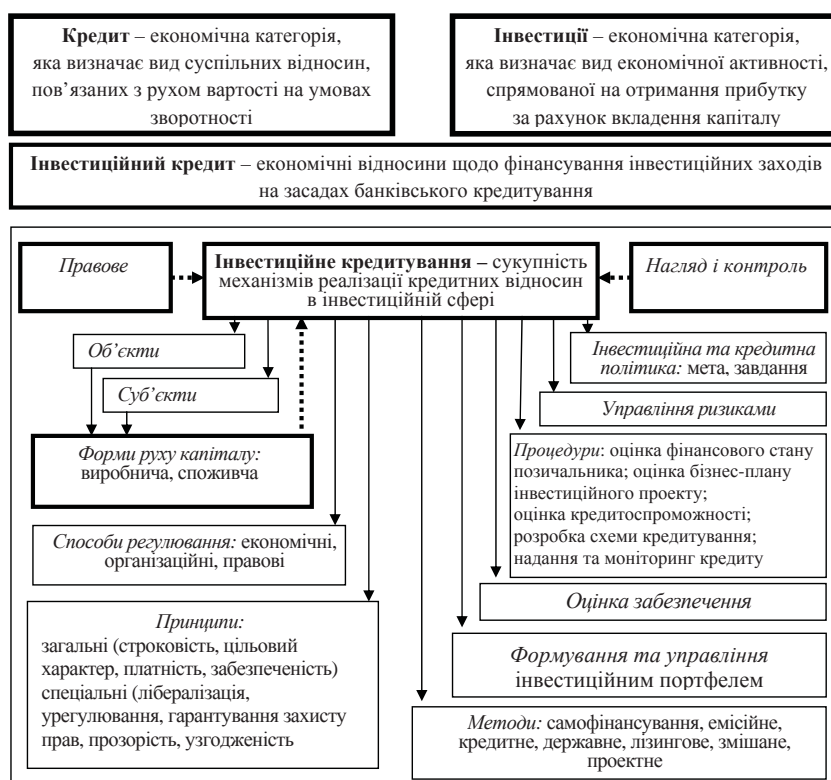 Кредит – економічна категорія,
яка визначає вид суспільних відносин,
пов’язаних з рухом вартості на умовах
зворотності
Інвестиції – економічна категорія,
яка визначає вид економічної активності,
спрямованої на отримання прибутку
за рахунок вкладення капіталу
Інвестиційний кредит – економічні відносини щодо фінансування інвестиційних заходів
на засадах банківського кредитування
Правове
Інвестиційне кредитування – сукупність
механізмів реалізації кредитних відносин
в інвестиційній сфері
Нагляд і контроль
Об’єкти
Суб’єкти
Форми руху капіталу:
виробнича, споживча
Способи регулювання: економічні,
організаційні, правові
Принципи:
загальні (строковість, цільовий
характер, платність, забезпеченість)
спеціальні (лібералізація,
урегулювання, гарантування захисту
прав, прозорість, узгодженість
Інвестиційна та кредитна
політика: мета, завдання
Управління ризиками
Процедури: оцінка фінансового стану
позичальника; оцінка бізнес-плану
інвестиційного проекту;
оцінка кредитоспроможності;
розробка схеми кредитування;
надання та моніторинг кредиту
Оцінка забезпечення
Формування та управління
інвестиційним портфелем
Методи: самофінансування, емісійне,
кредитне, державне, лізингове, змішане,
проектне